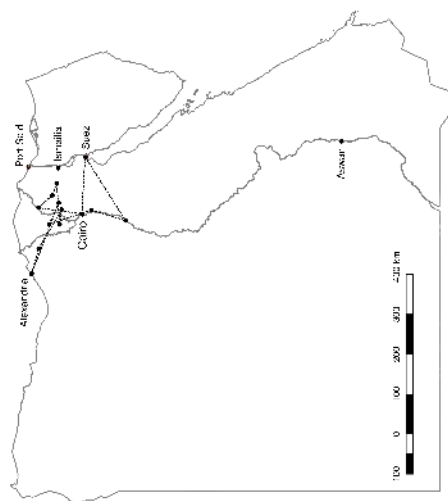 Port Said
Ismailia
Suez
Cairo
Alexandria
Aswan
100 0 100 200 300 400 km